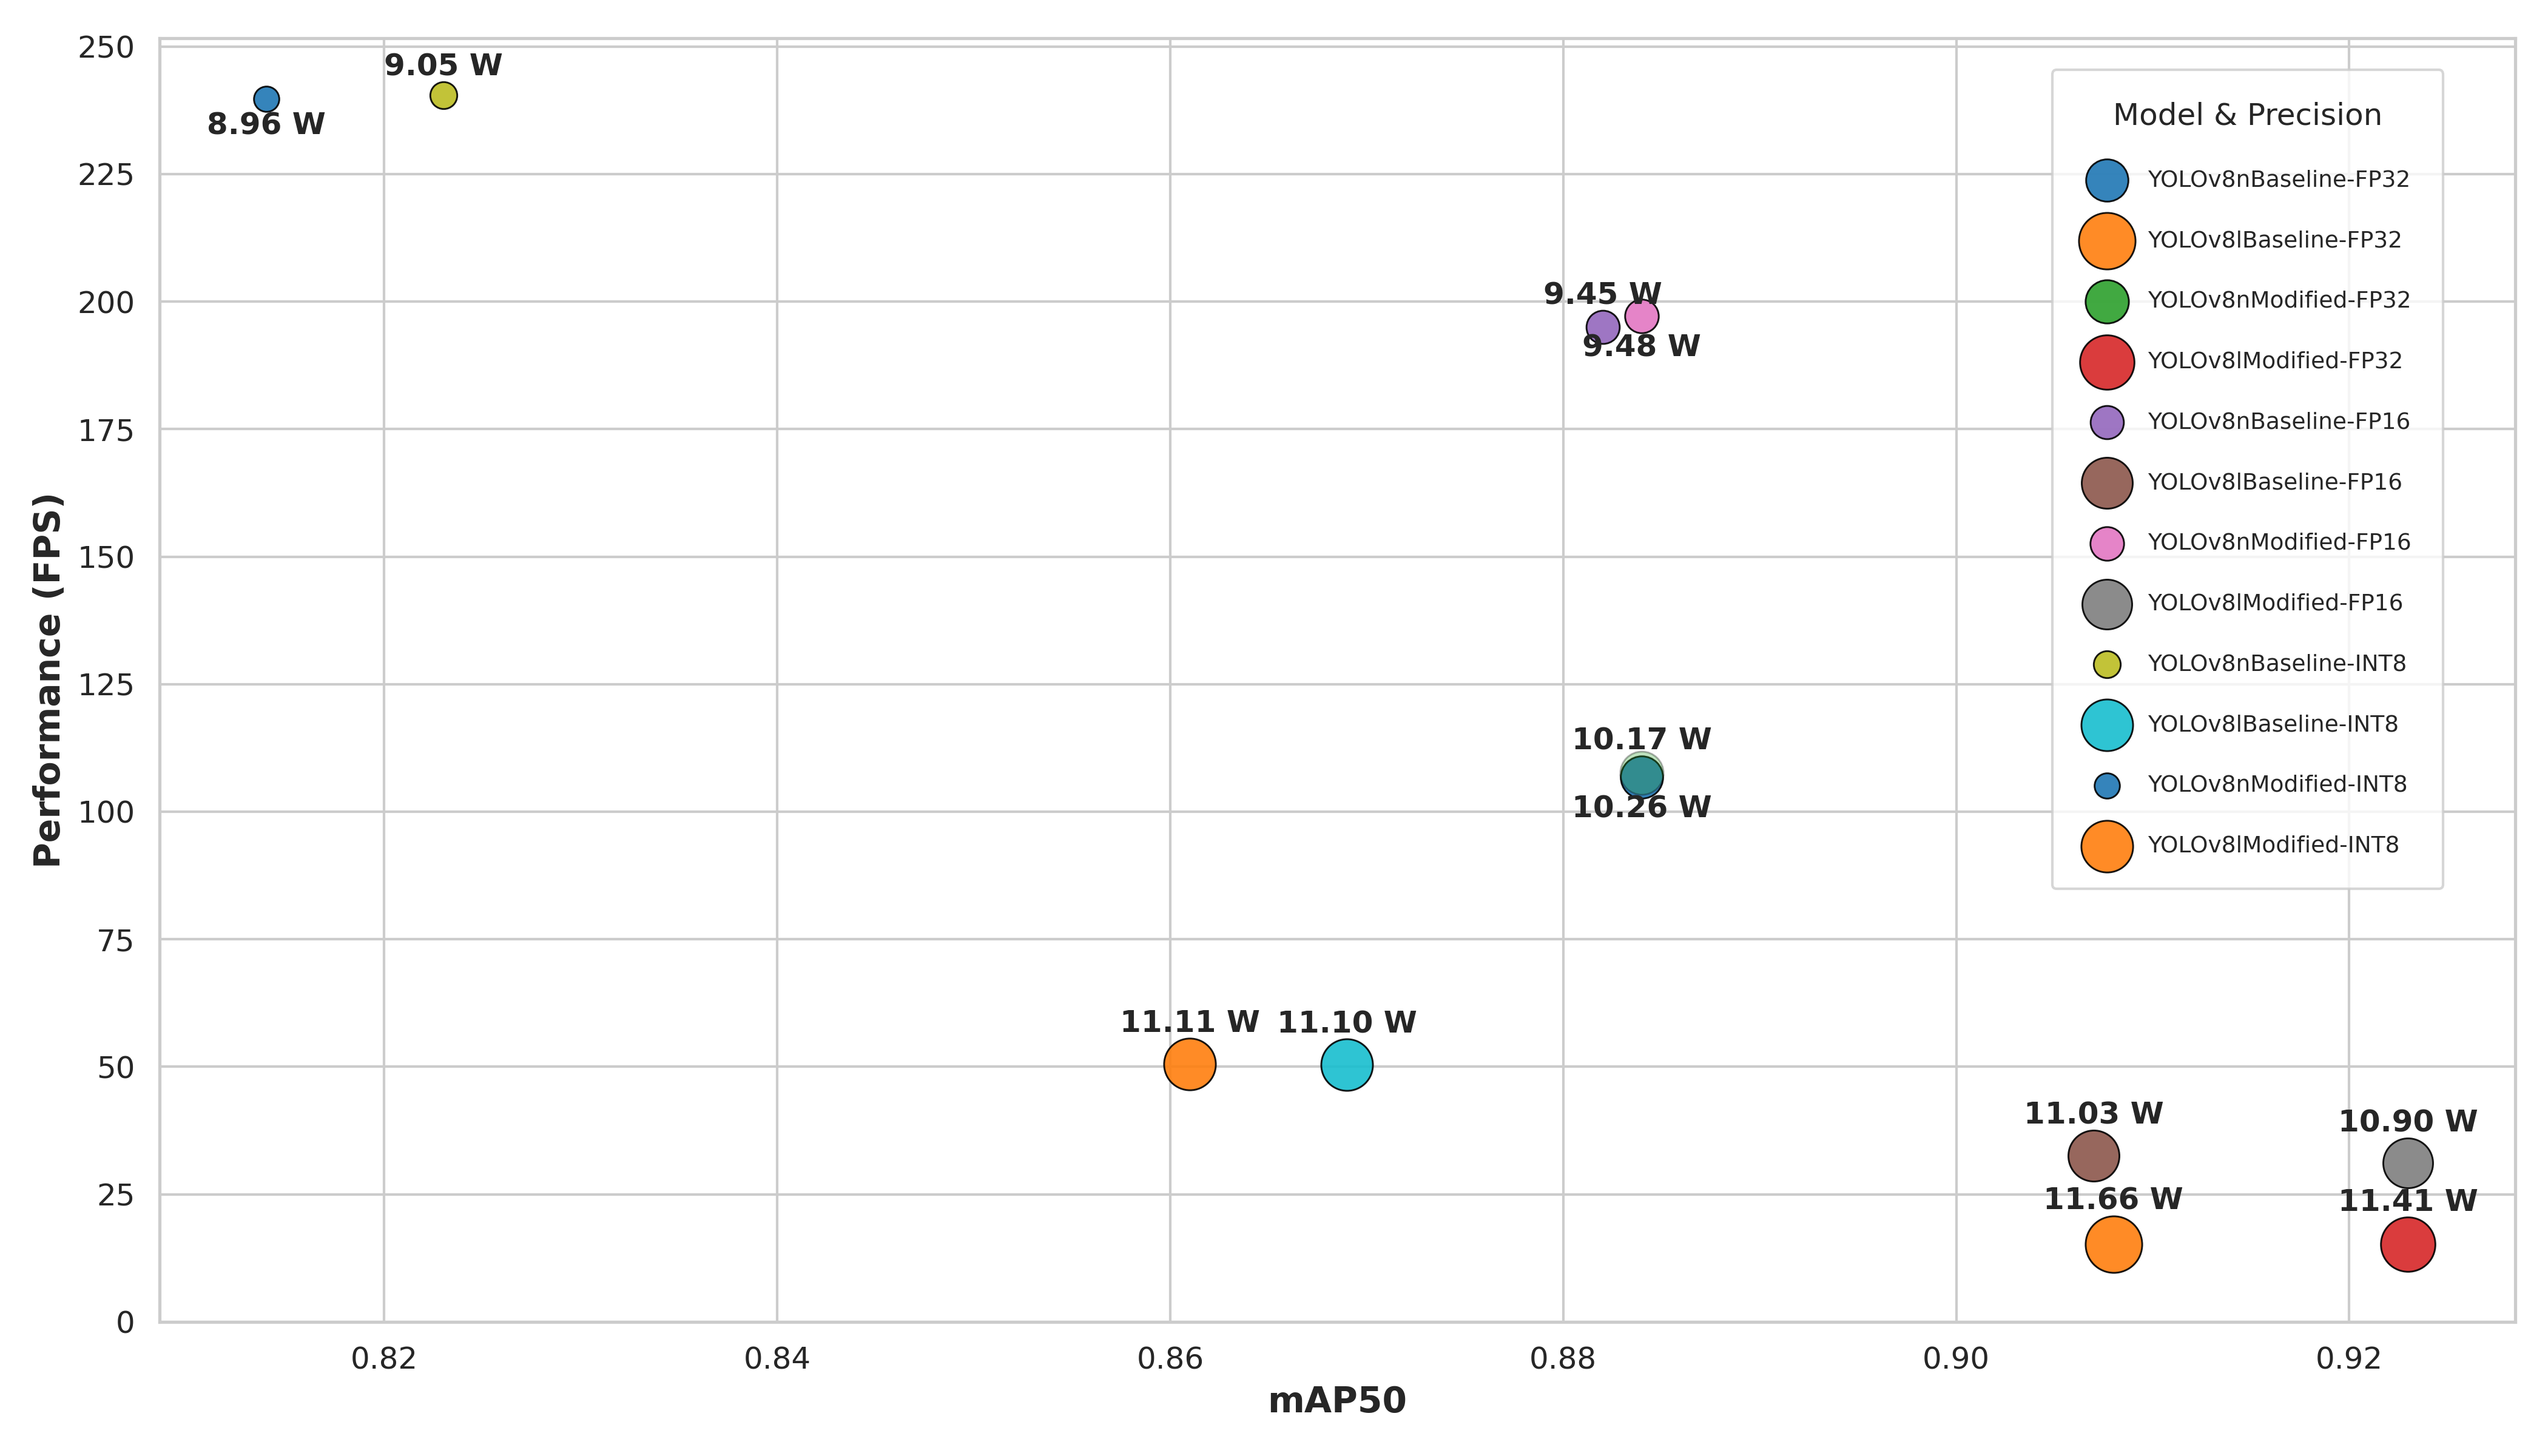 250
225
200
175
150
125
100
75
50
25
0
Performance (FPS)
9.05 W
8.96 W
9.45 W
9.48 W
10.17 W
10.26 W
11.11 W
11.10 W
11.03 W
10.90 W
11.66 W
11.41 W
Model & Precision
YOLOv8nBaseline-FP32
YOLOv8lBaseline-FP32
YOLOv8nModified-FP32
YOLOv8lModified-FP32
YOLOv8nBaseline-FP16
YOLOv8lBaseline-FP16
YOLOv8nModified-FP16
YOLOv8lModified-FP16
YOLOv8nBaseline-INT8
YOLOv8lBaseline-INT8
YOLOv8nModified-INT8
YOLOv8lModified-INT8
0.82
0.84
0.86
0.88
0.90
0.92
mAP50